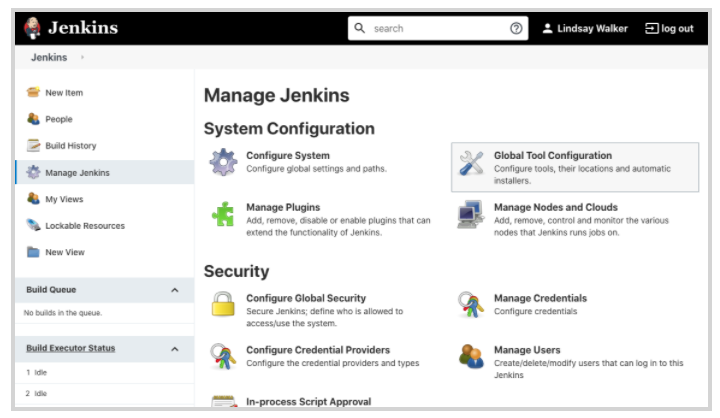 Jenkins
search
Lindsay Walker
log out
Jenkins
New Item
People
Build History
Manage Jenkins
My Views
Lockable Resources
New View
Build Queue
No builds in the queue.
Build Executor Status
1 Idle
2 Idle
Manage Jenkins
System Configuration
Configure System
Configure global settings and paths.
Global Tool Configuration
Configure tools, their locations and automatic
installers.
Manage Plugins
Add, remove, disable or enable plugins that can
extend the functionality of Jenkins.
Manage Nodes and Clouds
Add, remove, control and monitor the various
nodes that Jenkins runs jobs on.
Security
Configure Global Security
Secure Jenkins; define who is allowed to
access/use the system.
Manage Credentials
Configure credentials
Configure Credential Providers
Configure the credential providers and types
Manage Users
Create/delete/modify users that can log in to this
Jenkins
In-process Script Approval